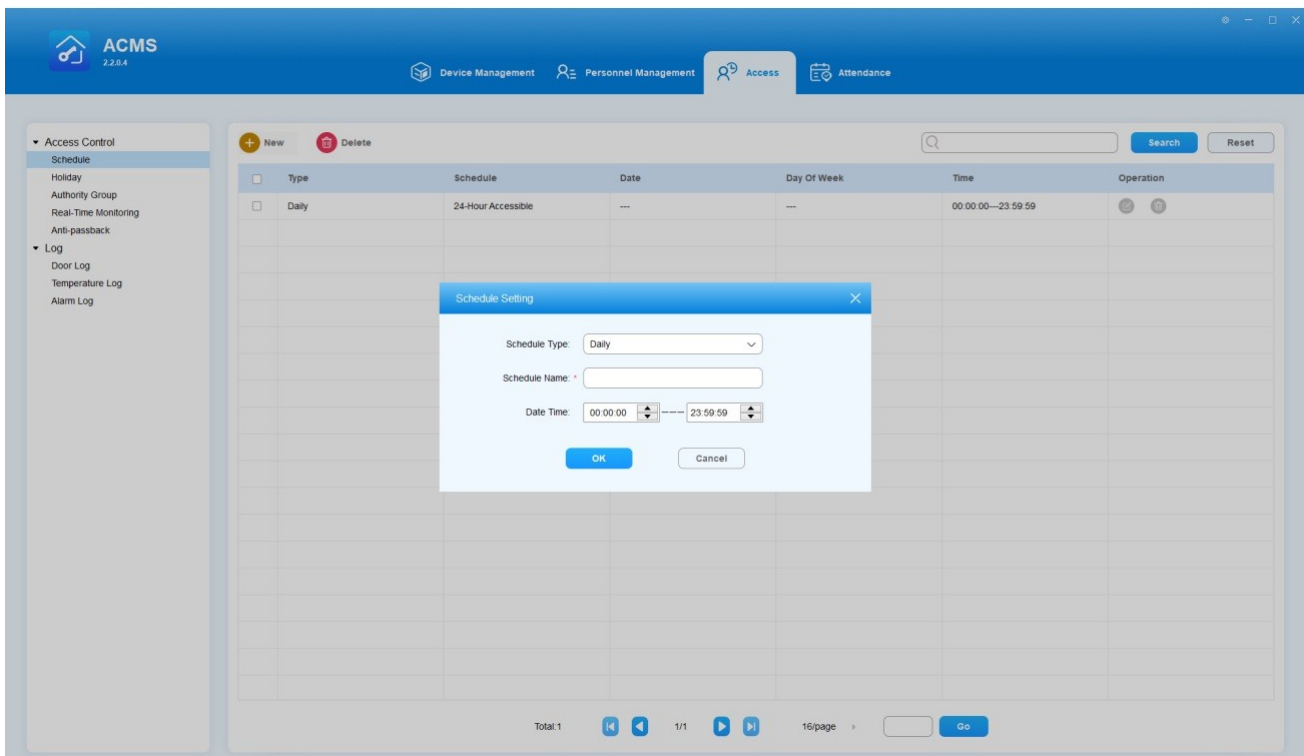 ACMS
2.2.0.4
Device Management
Personnel Management
Access
Attendance
Access Control
Schedule
Holiday
Authority Group
Real-Time Monitoring
Anti-passback
Log
Door Log
Temperature Log
Alarm Log
New
Delete
Search
Reset
Type Schedule Date Day Of Week Time Operation
Daily 24-Hour Accessible --- --- 00:00:00---23:59:59
Schedule Setting
Schedule Type: Daily
Schedule Name: *
Date Time: 00:00:00 ---- 23:59:59
OK
Cancel
Total:1
1/1
16/page
Go